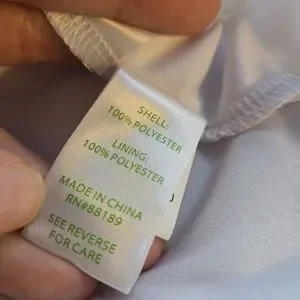 SHELL:
100% POLYESTER
LINING:
100% POLYESTER
MADE IN CHINA
RN#88189
SEE REVERSE
FOR CARE